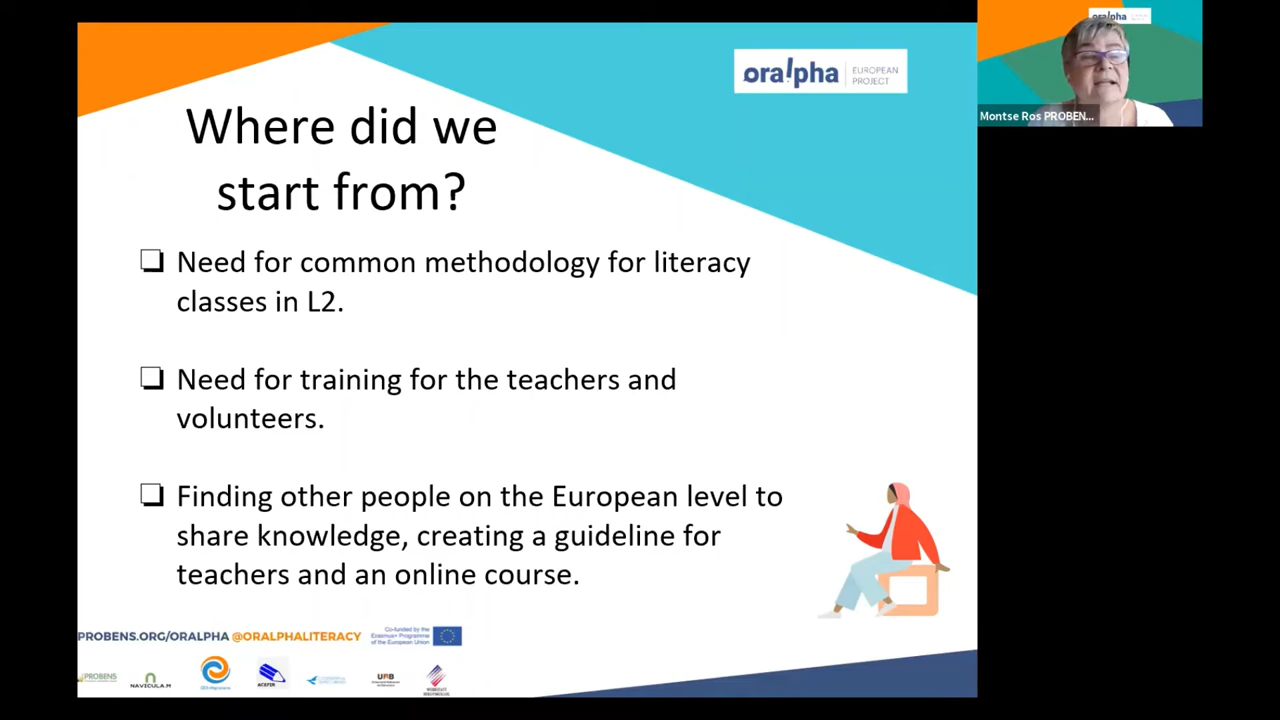 oralpha
EUROPEAN
PROJECT
oralpha
Montse Ros PROBEN...
Where did we
start from?
❏ Need for common methodology for literacy
classes in L2.
❏ Need for training for the teachers and
volunteers.
❏ Finding other people on the European level to
share knowledge, creating a guideline for
teachers and an online course.
PROBENS.ORG/ORALPHA @ORALPHALITERACY
Co-funded by the
Erasmus+ Programme
of the European Union
PROBENS
NAVICULA.M
ACEFIR
UAB